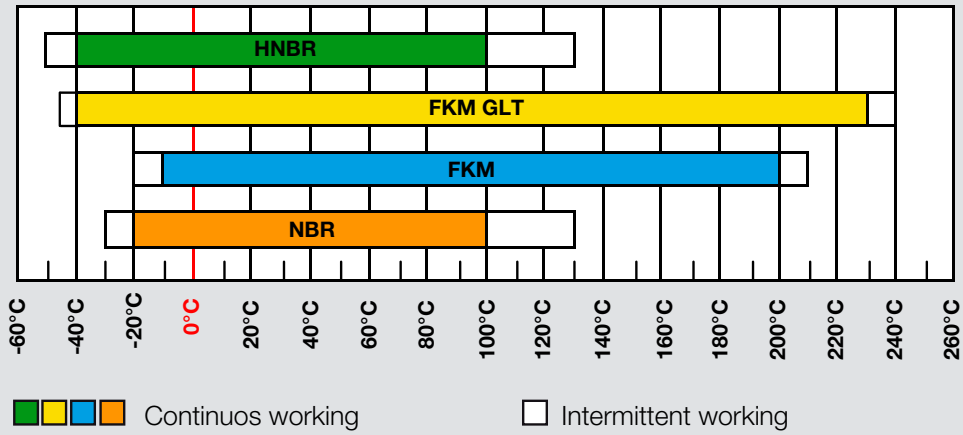 HNBR
FKM GLT
FKM
NBR
-60°C -40°C -20°C 0°C 20°C 40°C 60°C 80°C 100°C 120°C 140°C 160°C 180°C 200°C 220°C 240°C 260°C
Continuos working Intermittent working